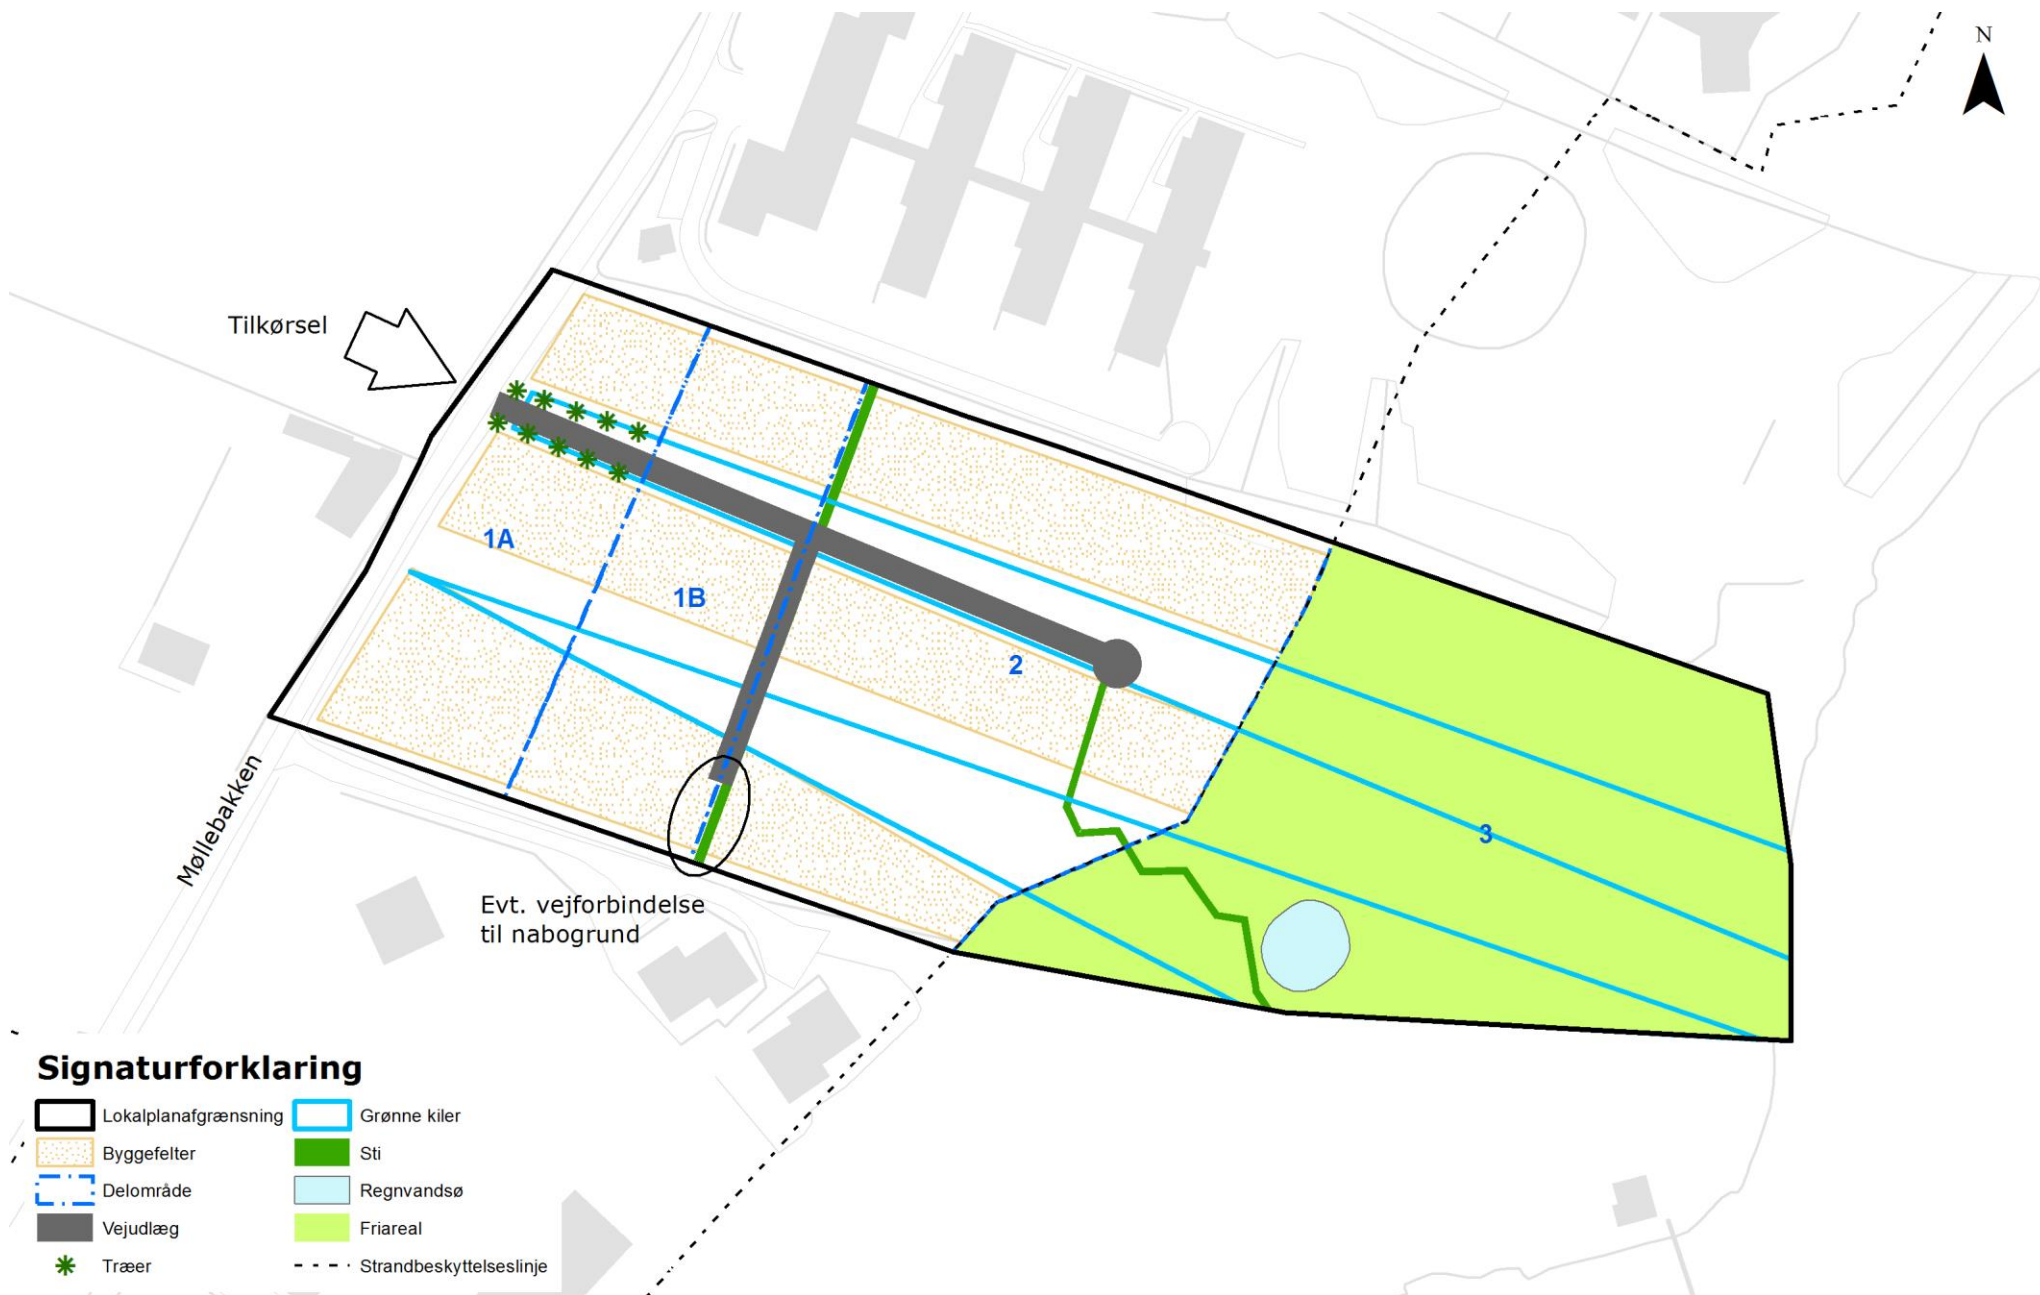 N
Tilkørsel
1A
1B
2
3
Møllebakken
Evt. vejforbindelse
til nabogrund
Signaturforklaring
Lokalplanafgrænsning
Byggefelter
Delområde
Vejudlæg
Træer
Grønne kiler
Sti
Regnvandsø
Friareal
Strandbeskyttelseslinje